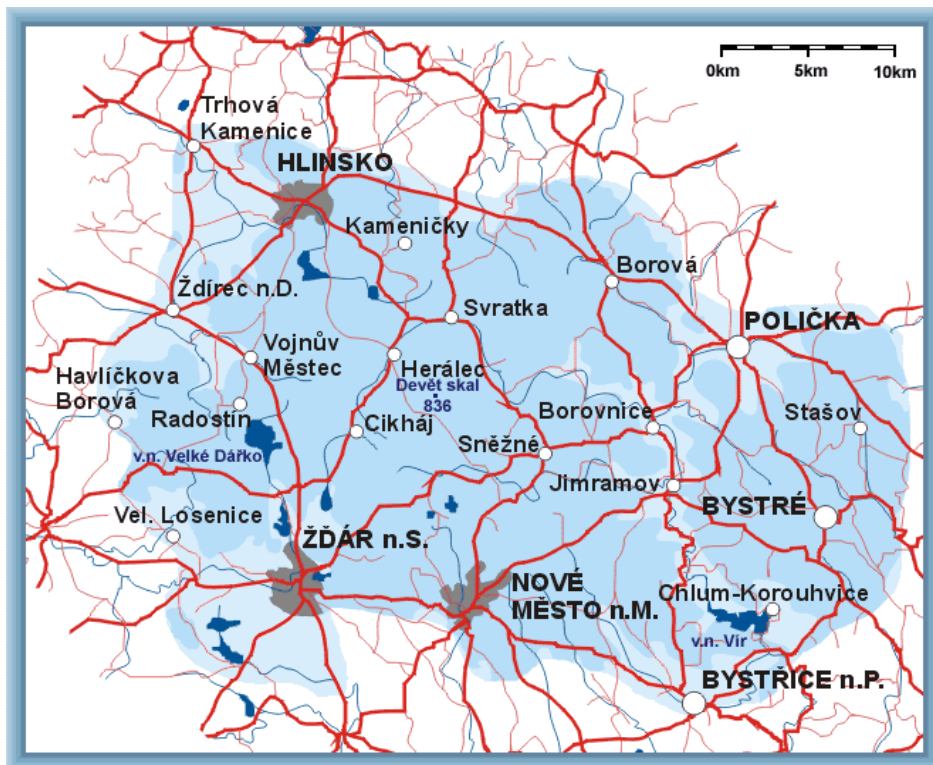 0km 5km 10km
Trhová
Kamenice
HLINSKO
Kameničky
Borová
Ždírec n.D.
Svratka
POLIČKA
Vojnův
Městec
Herálec
Devět skal
836
Havlíčkova
Borová
Radostín
Cikháj
Borovnice
Stašov
Sněžné
v.n. Velké Dářko
Jimramov
BYSTRÉ
Vel. Losenice
ŽĎÁR n.S.
NOVÉ
MĚSTO n.M.
Chlum-Korouhvice
v.n. Vír
BYSTŘICE n.P.